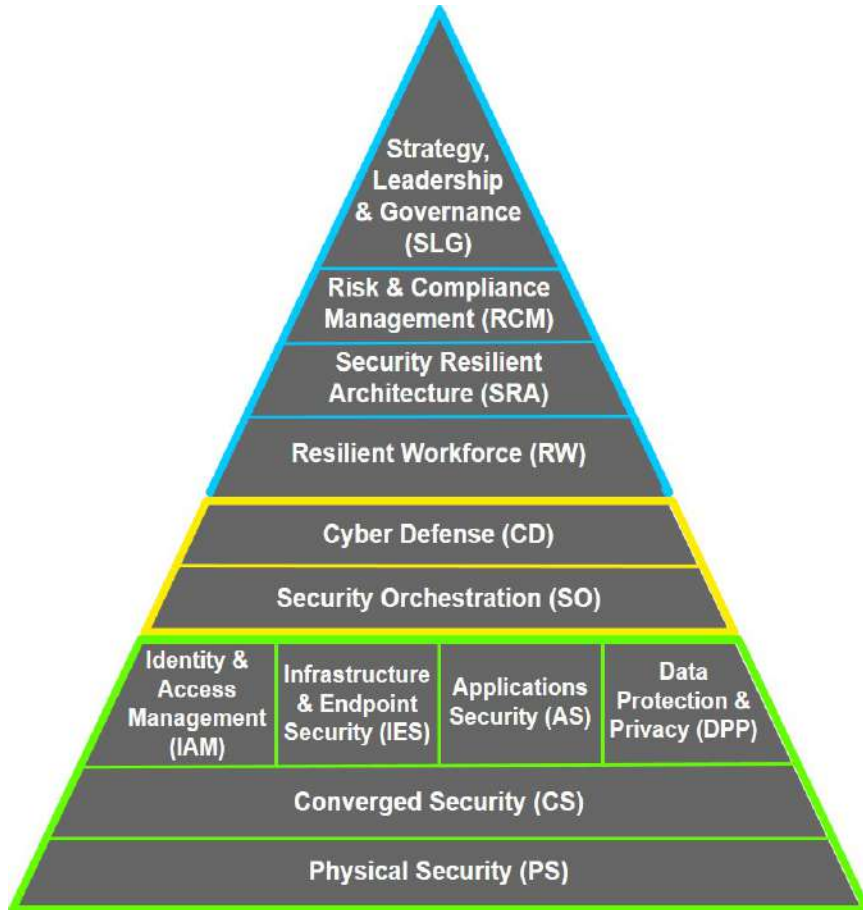 Strategy,
Leadership
& Governance
(SLG)
Risk & Compliance
Management (RCM)
Security Resilient
Architecture (SRA)
Resilient Workforce (RW)
Cyber Defense (CD)
Security Orchestration (SO)
Identity &
Access
Management
(IAM)
Infrastructure
& Endpoint
Security (IES)
Applications
Security (AS)
Data
Protection &
Privacy (DPP)
Converged Security (CS)
Physical Security (PS)